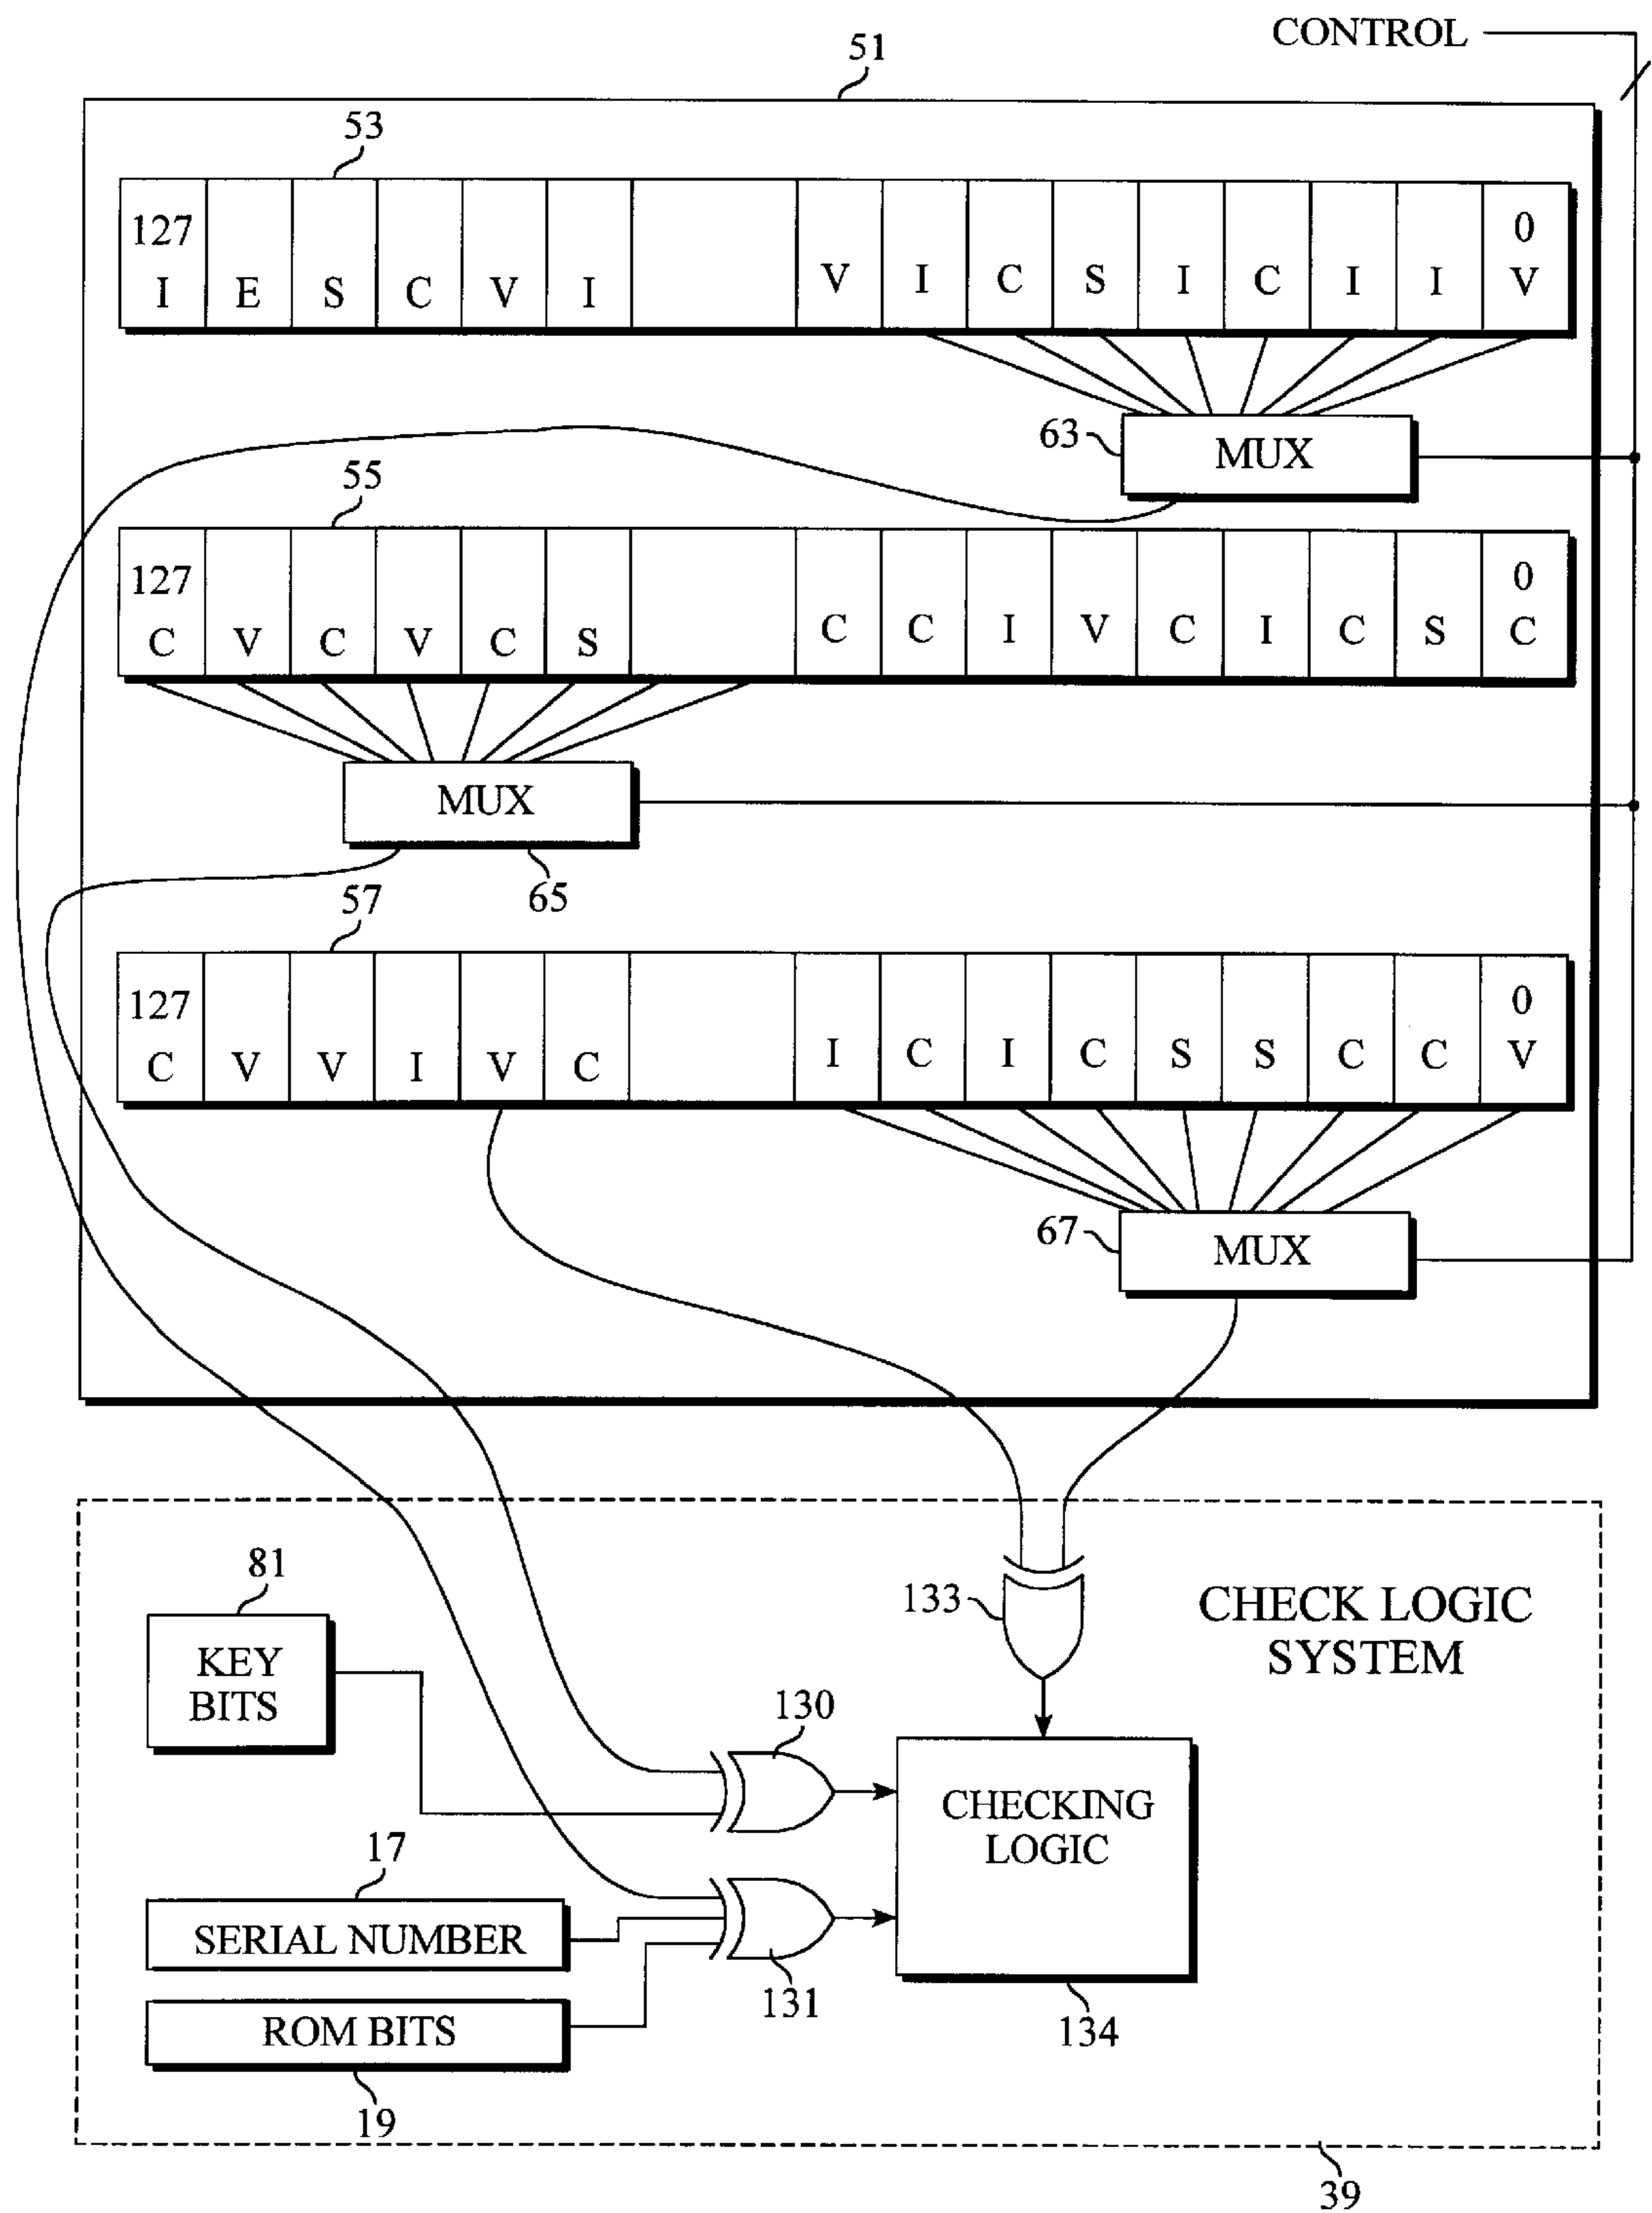 CONTROL
51
53
127 0
I E S C V I V I C S I C I I V
63 MUX
55
127 0
C V C V C S C C I V C I C S C
MUX
65
57
127 0
C V V I V C I C I C S S C C V
67 MUX
81
KEY
BITS
133
CHECK LOGIC
SYSTEM
130
CHECKING
LOGIC
17
SERIAL NUMBER
131
134
ROM BITS
19
39